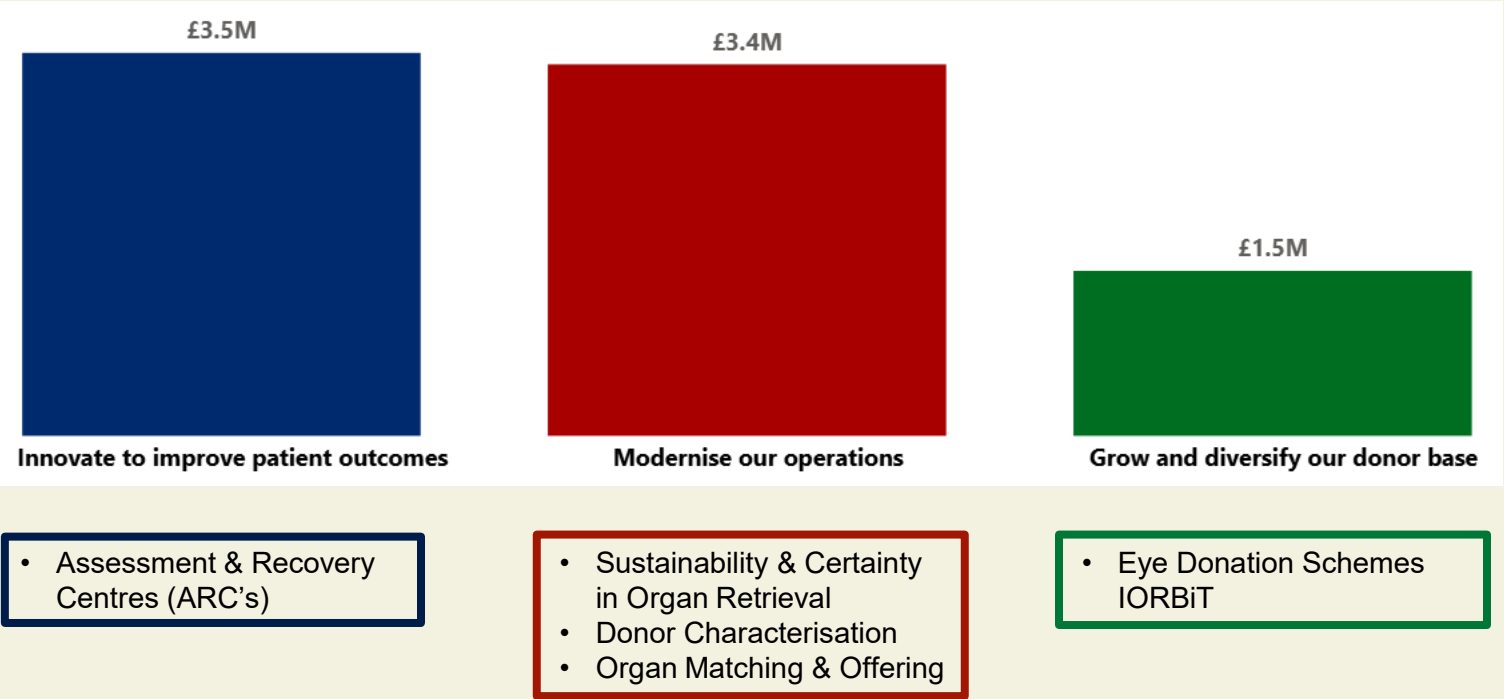 £3.5M
£3.4M
£1.5M
Innovate to improve patient outcomes
Modernise our operations
Grow and diversify our donor base
• Assessment & Recovery
Centres (ARC's)
• Sustainability & Certainty
in Organ Retrieval
• Donor Characterisation
• Organ Matching & Offering
• Eye Donation Schemes
IORBiT